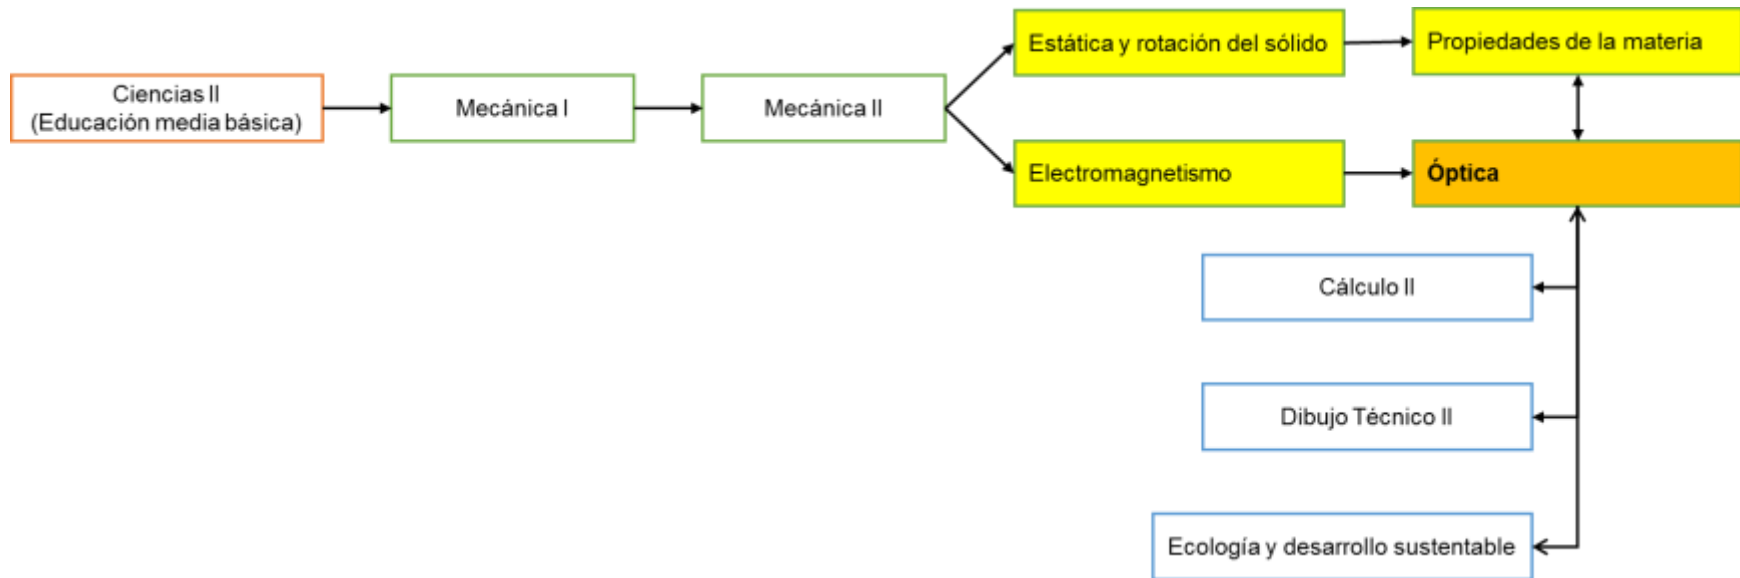 Estática y rotación del sólido
Propiedades de la materia
Ciencias II
(Educación media básica)
Mecánica I
Mecánica II
Electromagnetismo
Óptica
Cálculo II
Dibujo Técnico II
Ecología y desarrollo sustentable